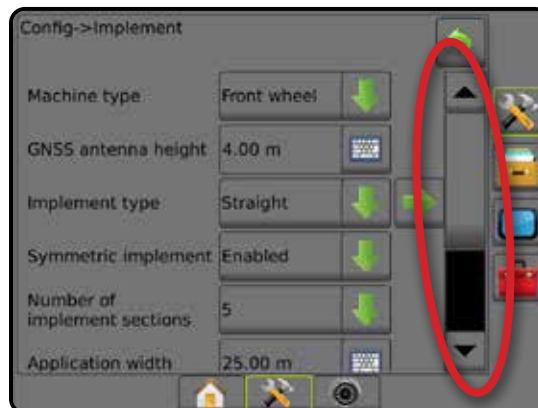 Config->Implement
Machine type
Front wheel
GNSS antenna height
4.00 m
Implement type
Straight
Symmetric implement
Enabled
Number of
implement sections
5
Application width
25.00 m